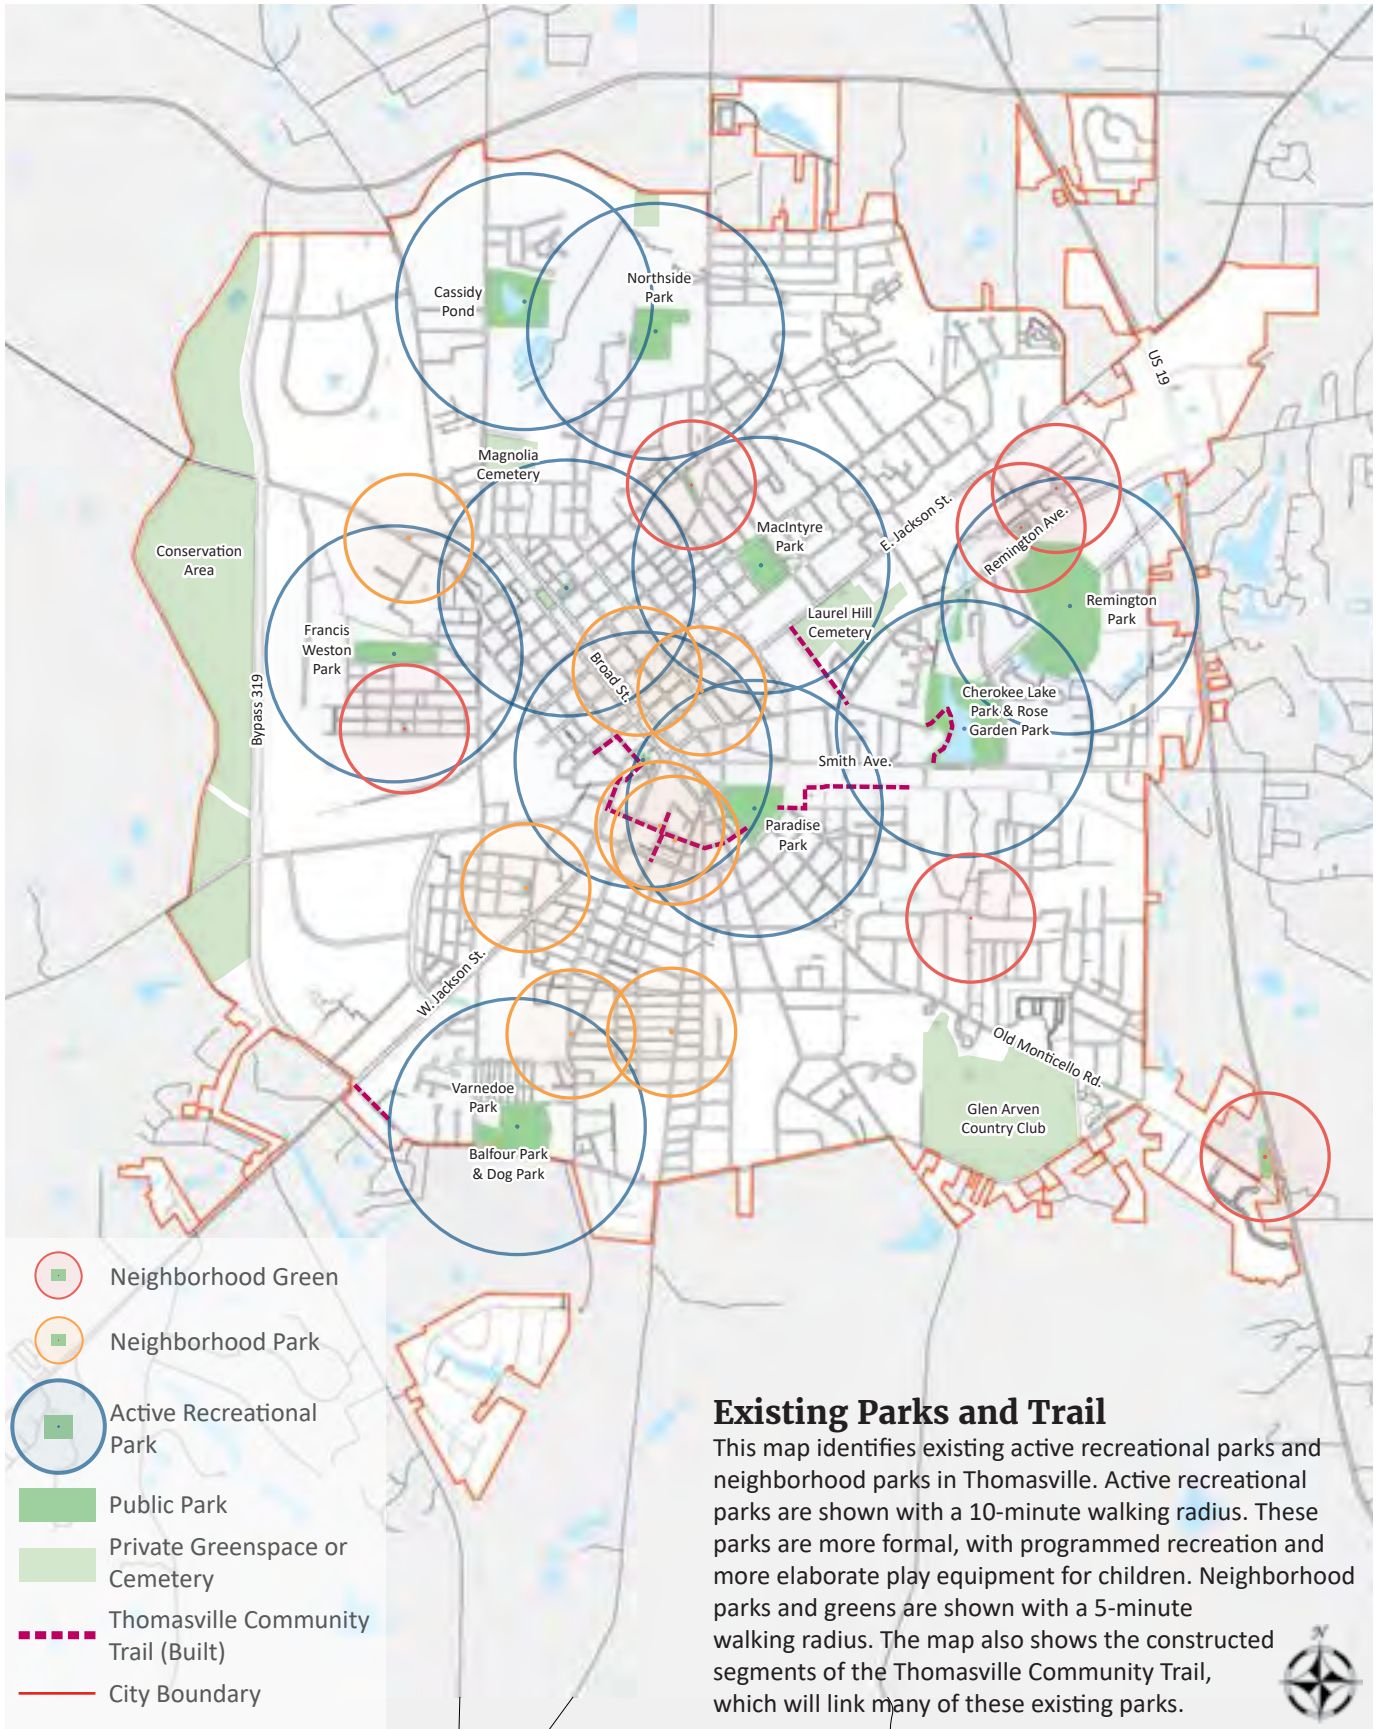 Cassidy
Pond
Northside
Park
US 19
Magnolia
Cemetery
MacIntyre
Park
E. Jackson St.
Remington Ave.
Conservation
Area
Laurel Hill
Cemetery
Remington
Park
Francis
Weston
Park
Broad St.
Bypass 319
Cherokee Lake
Park & Rose
Garden Park
Smith Ave.
Paradise
Park
W. Jackson St.
Old Monticello Rd.
Varnedoe
Park
Glen Arven
Country Club
Balfour Park
& Dog Park
Neighborhood Green
Neighborhood Park
Active Recreational
Park
Public Park
Private Greenspace or
Cemetery
Thomasville Community
Trail (Built)
City Boundary
Existing Parks and Trail
This map identifies existing active recreational parks and
neighborhood parks in Thomasville. Active recreational
parks are shown with a 10-minute walking radius. These
parks are more formal, with programmed recreation and
more elaborate play equipment for children. Neighborhood
parks and greens are shown with a 5-minute
walking radius. The map also shows the constructed
segments of the Thomasville Community Trail,
which will link many of these existing parks.
N